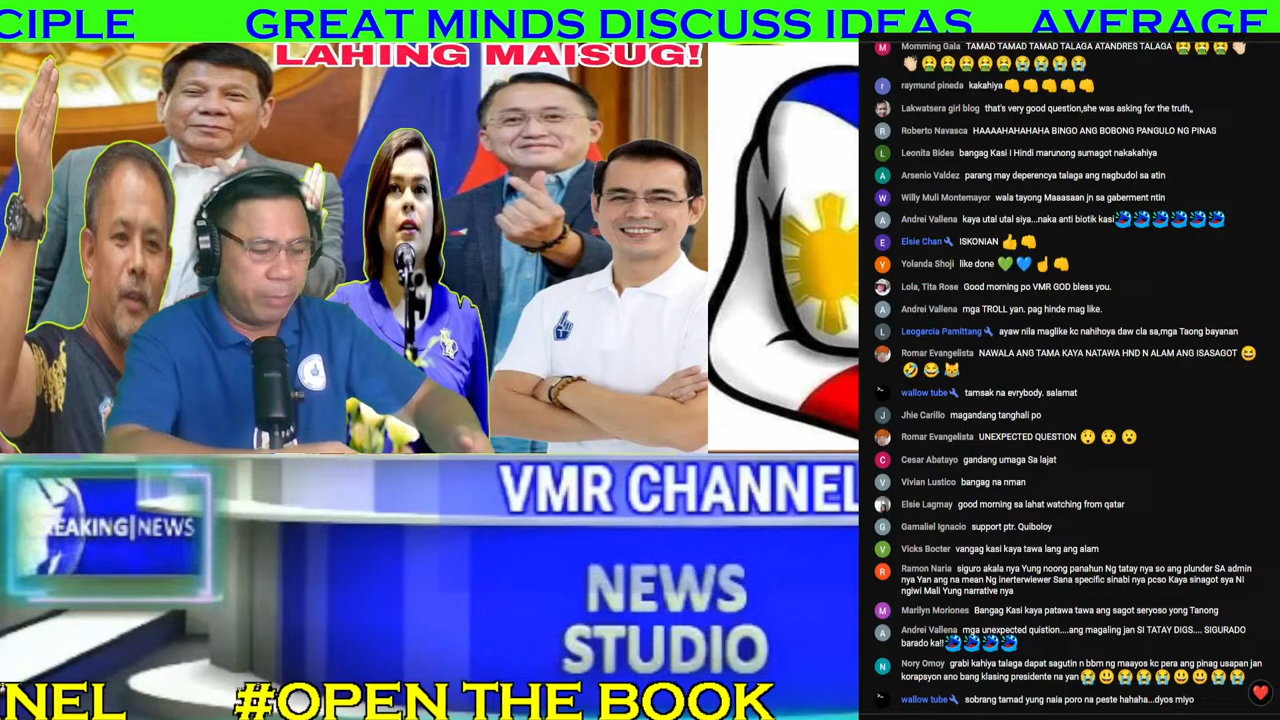 CIPLE GREAT MINDS DISCUSS IDEAS AVERAGE
LAHING MAISUG!
VMR CHANNEL
EAKING|NEWS
NEWS
STUDIO
NEL #OPEN THE BOOK
M Momming Gala TAMAD TAMAD TAMAD TALAGA ATANDRES TALAGA 🤮🤮🤮👏🏻
👏🏻🤮🤮🤮🤮🤮😭😭😭😭
r raymund pineda kakahiya👊👊👊👊👊
Lakwatsera girl blog that's very good question,she was asking for the truth,,
R Roberto Navasca HAAAAHAHAHAHA BINGO ANG BOBONG PANGULO NG PINAS
L Leonita Bides bangag Kasi I Hindi marunong sumagot nakakahiya
A Arsenio Valdez parang may deperencya talaga ang nagbudol sa atin
W Willy Muli Montemayor wala tayong Maaasaan jn sa gaberment ntin
A Andrei Vallena kaya utal utal siya...naka anti biotik kasi
E Elsie Chan ISKONIAN 👍👊
Y Yolanda Shoji like done 💚💙☝👊
Lola, Tita Rose Good morning po VMR GOD bless you.
A Andrei Vallena mga TROLL yan. pag hinde mag like.
L Leogarcia Pamittang ayaw nila maglike kc nahihoya daw cla sa,mga Taong bayanan
Romar Evangelista NAWALA ANG TAMA KAYA NATAWA HND N ALAM ANG ISASAGOT 😆
🤣😂😹
wallow tube tamsak na evrybody. salamat
J Jhie Carillo magandang tanghali po
Romar Evangelista UNEXPECTED QUESTION 😲😯😮
C Cesar Abatayo gandang umaga Sa lajat
V Vivian Lustico bangag na nman
Elsie Lagmay good morning sa lahat watching from qatar
G Gamaliel Ignacio support ptr. Quiboloy
V Vicks Bocter vangag kasi kaya tawa lang ang alam
R Ramon Naria siguro akala nya Yung noong panahun Ng tatay nya so ang plunder SA admin
nya Yan ang na mean Ng inerterwiewer Sana specific sinabi nya pcso Kaya sinagot sya Ni
ngiwi Mali Yung narrative nya
M Marilyn Moriones Bangag Kasi kaya patawa tawa ang sagot seryoso yong Tanong
A Andrei Vallena mga unexpected quistion....ang magaling jan SI TATAY DIGS.... SIGURADO
barado ka!!
N Nory Omoy grabi kahiya talaga dapat sagutin n bbm ng maayos kc pera ang pinag usapan jan
korapsyon ano bang klasing presidente na yan😭😃😭😭😭😃😃😭😭
wallow tube sobrang tamad yung naia poro na peste hahaha...dyos miyo